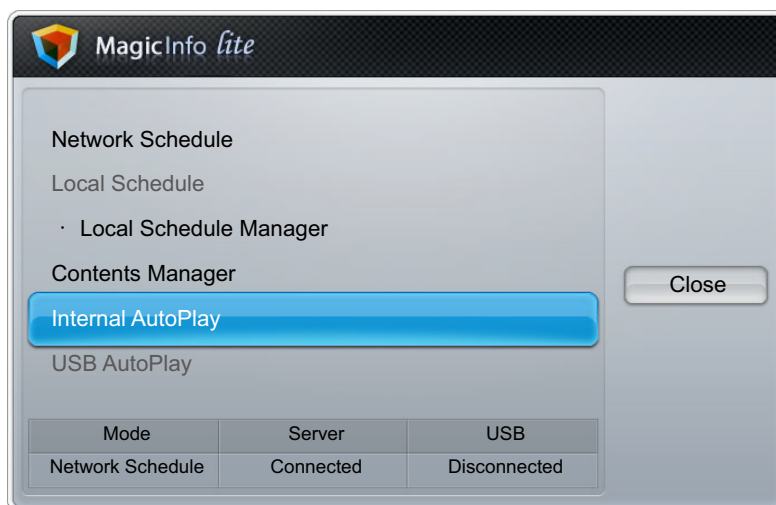 MagicInfo lite
Network Schedule
Local Schedule
· Local Schedule Manager
Contents Manager
Close
Internal AutoPlay
USB AutoPlay
Mode Server USB
Network Schedule Connected Disconnected